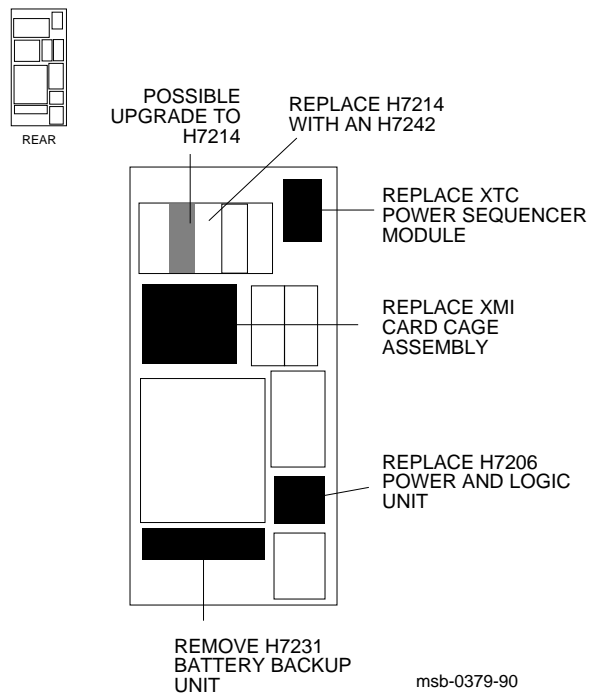 POSSIBLE
UPGRADE TO
H7214
REPLACE H7214
WITH AN H7242
REAR
REPLACE XTC
POWER SEQUENCER
MODULE
REPLACE XMI
CARD CAGE
ASSEMBLY
REPLACE H7206
POWER AND LOGIC
UNIT
REMOVE H7231
BATTERY BACKUP
UNIT
msb-0379-90